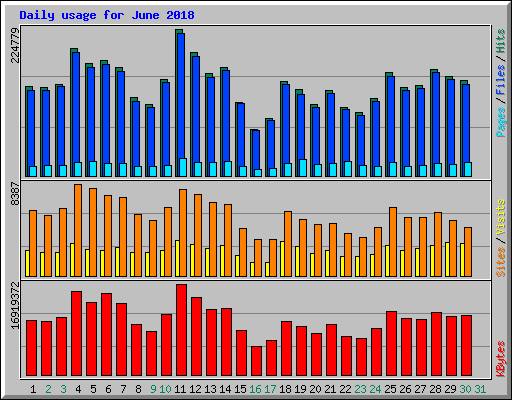 Daily usage for June 2018
224779
Pages / Files / Hits
8387
Sites / Visits
16919372
KBytes
1 2 3 4 5 6 7 8 9 10 11 12 13 14 15 16 17 18 19 20 21 22 23 24 25 26 27 28 29 30 31